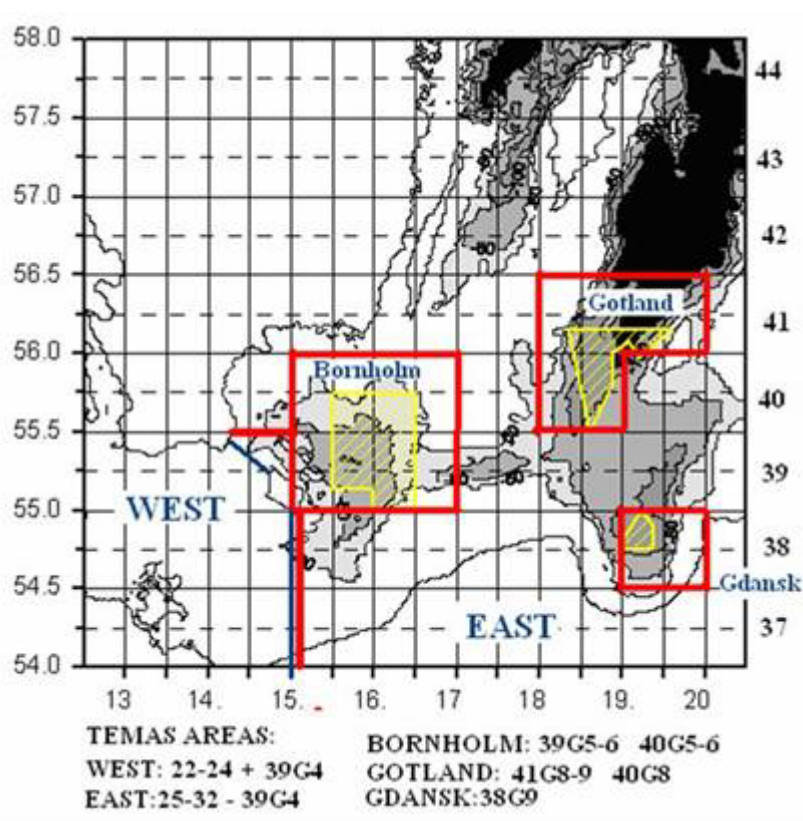 58.0
44
57.5
43
57.0
42
56.5
Gotland
41
56.0
Bornholm
40
55.5
39
55.0
WEST
38
54.5
Gdansk
EAST
37
54.0
13 14. 15. 16. 17 18 19. 20
TEMAS AREAS:
WEST: 22-24 + 39G4
EAST:25-32 - 39G4
BORNHOLM: 39G5-6 40G5-6
GOTLAND: 41G8-9 40G8
GDANSK:38G9